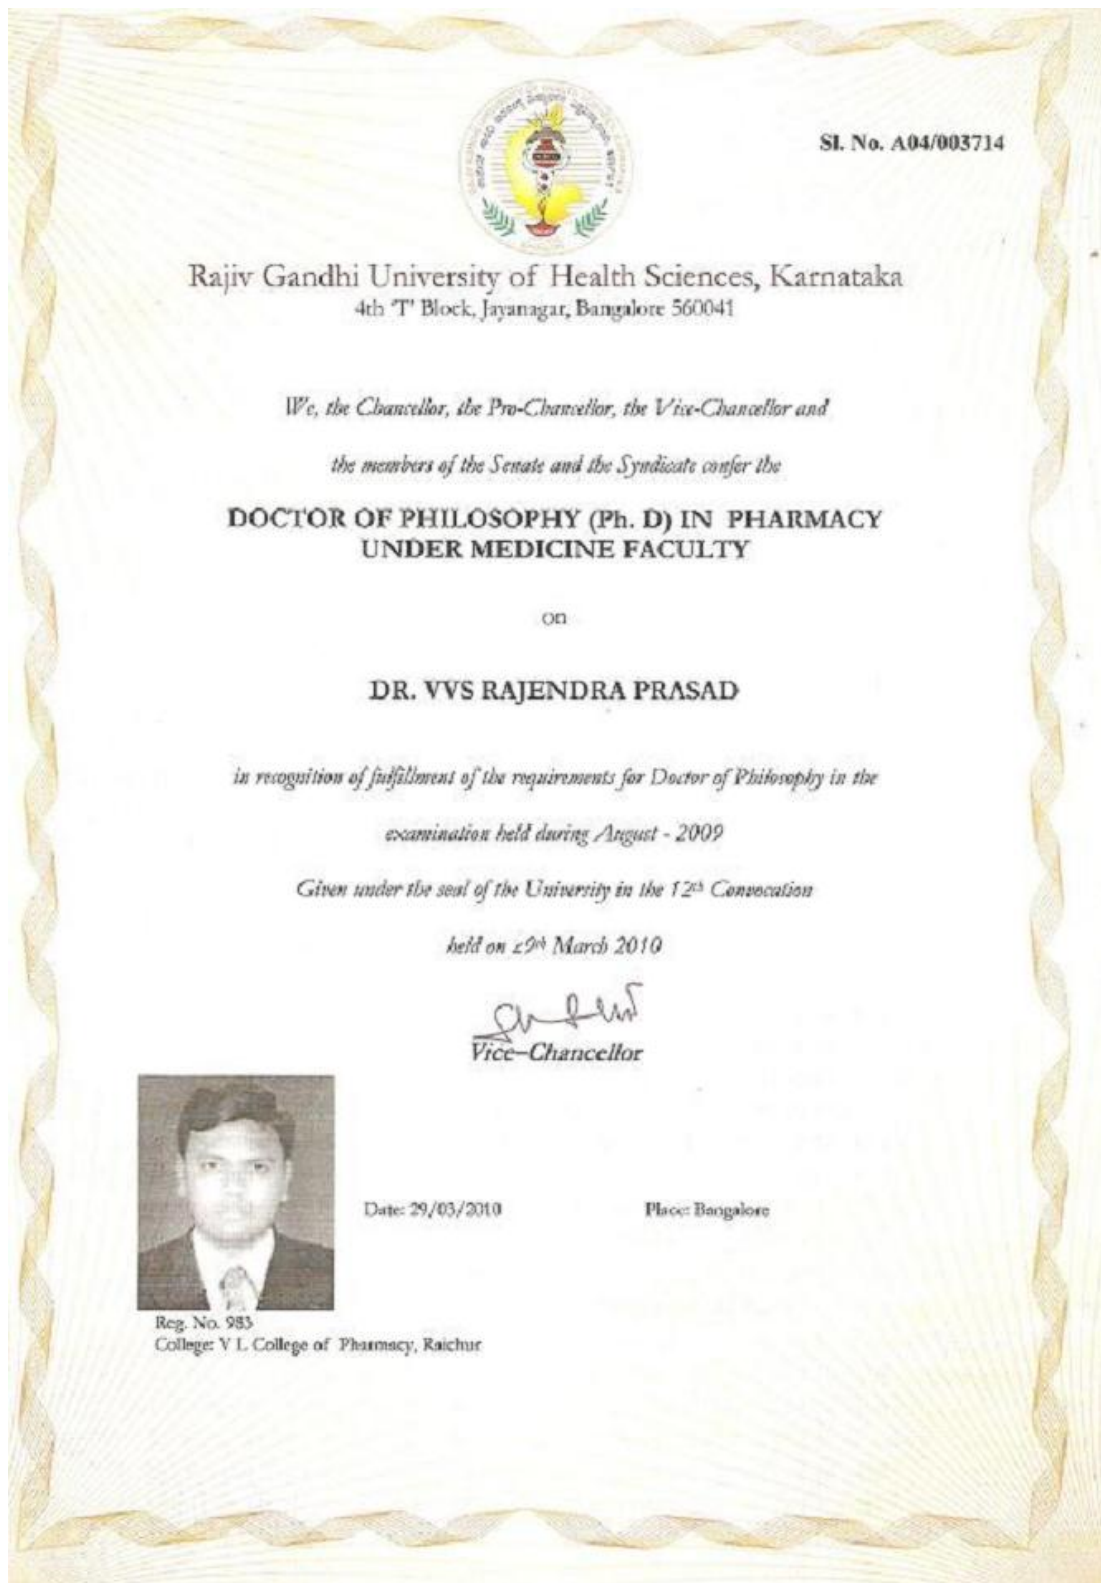 Sl. No. A04/003714
Rajiv Gandhi University of Health Sciences, Karnataka
4th 'T' Block, Jayanagar, Bangalore 560041
We, the Chancellor, the Pro-Chancellor, the Vice-Chancellor and
the members of the Senate and the Syndicate confer the
DOCTOR OF PHILOSOPHY (Ph. D) IN PHARMACY
UNDER MEDICINE FACULTY
on
DR. VVS RAJENDRA PRASAD
in recognition of fulfillment of the requirements for Doctor of Philosophy in the
examination held during August - 2009
Given under the seal of the University in the 12th Convocation
held on 29th March 2010
Vice-Chancellor
Date: 29/03/2010 Place: Bangalore
Reg. No. 983
College: V L College of Pharmacy, Raichur